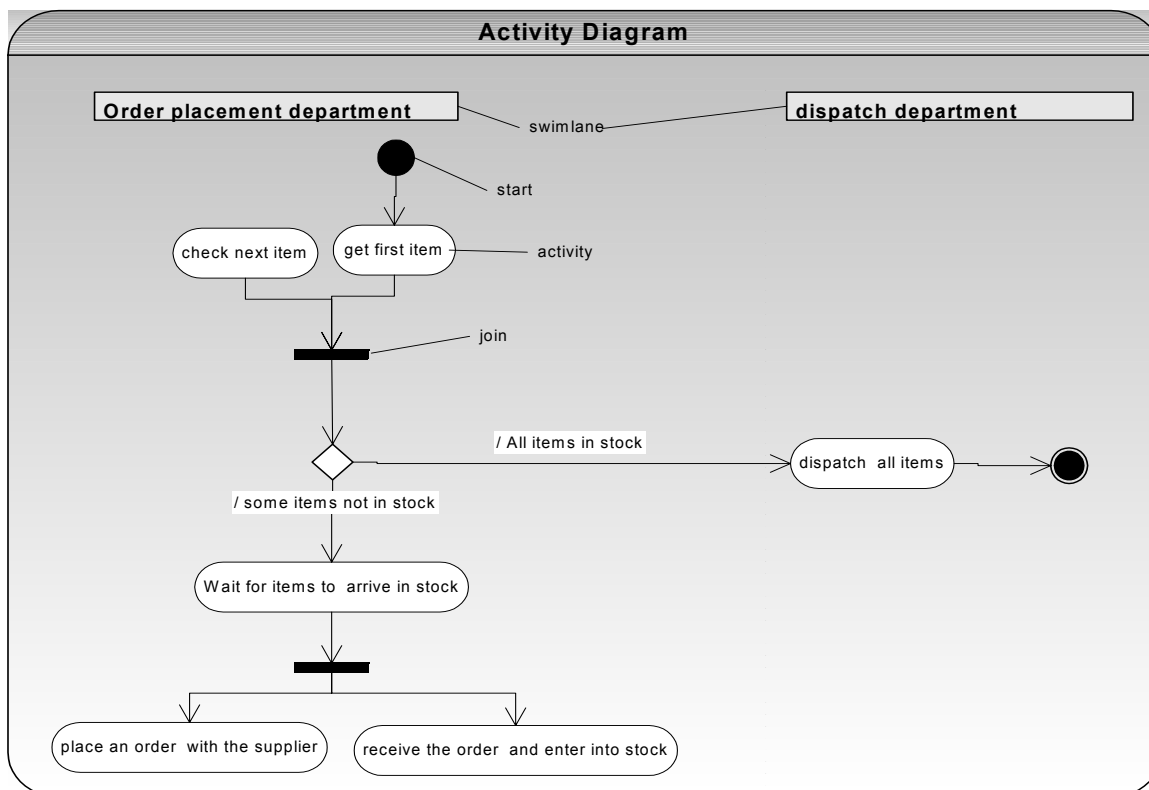 Activity Diagram
Order placement department
dispatch department
swimlane
start
check next item
get first item
activity
join
/ All items in stock
dispatch all items
/ some items not in stock
Wait for items to arrive in stock
place an order with the supplier
receive the order and enter into stock